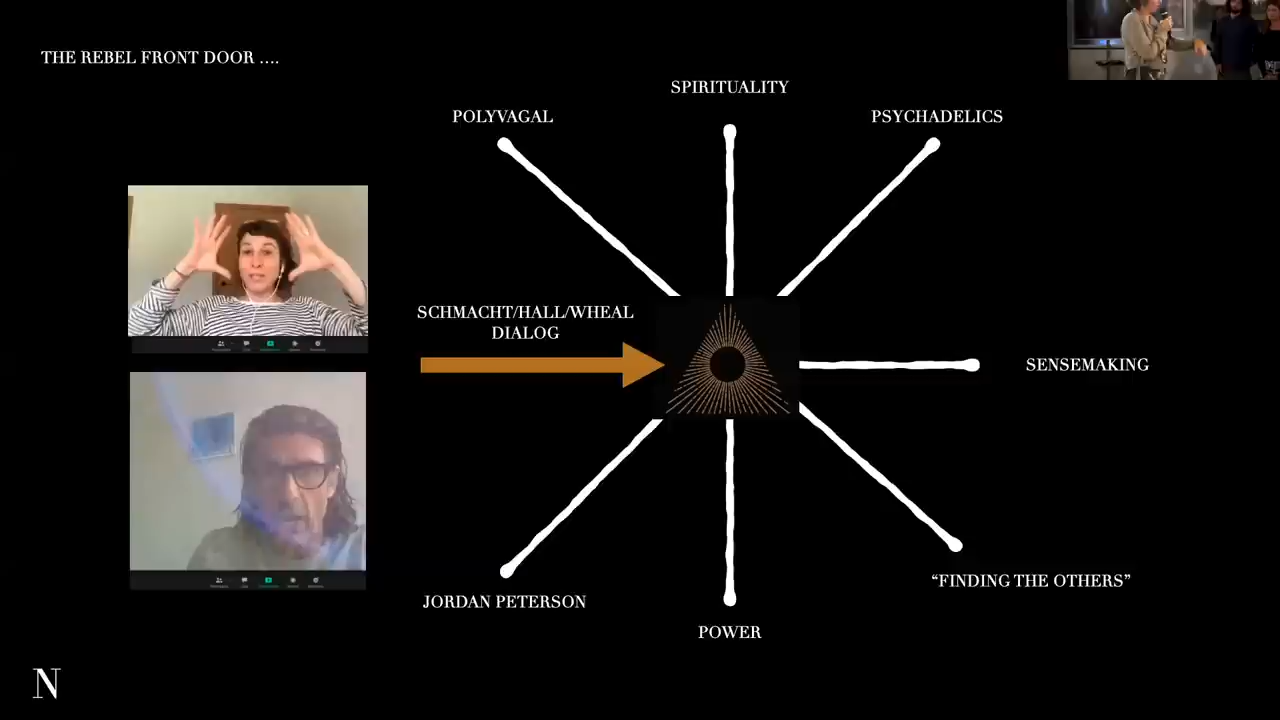 THE REBEL FRONT DOOR ....
SPIRITUALITY
POLYVAGAL
PSYCHADELICS
SCHMACHT/HALL/WHEAL
DIALOG
SENSEMAKING
“FINDING THE OTHERS”
JORDAN PETERSON
POWER
N